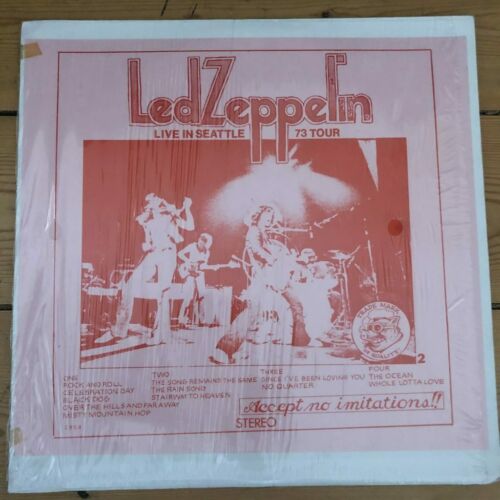 Led Zeppelin
LIVE IN SEATTLE 73 TOUR
TRADE MARK
OF QUALITY
2
ONE
ROCK AND ROLL
CELEBRATION DAY
BLACK DOG
OVER THE HILLS AND FAR AWAY
MISTY MOUNTAIN HOP
TWO
THE SONG REMAINS THE SAME
THE RAIN SONG
STAIRWAY TO HEAVEN
THREE
SINCE I'VE BEEN LOVING YOU
NO QUARTER
FOUR
THE OCEAN
WHOLE LOTTA LOVE
Accept no imitations!!
STEREO